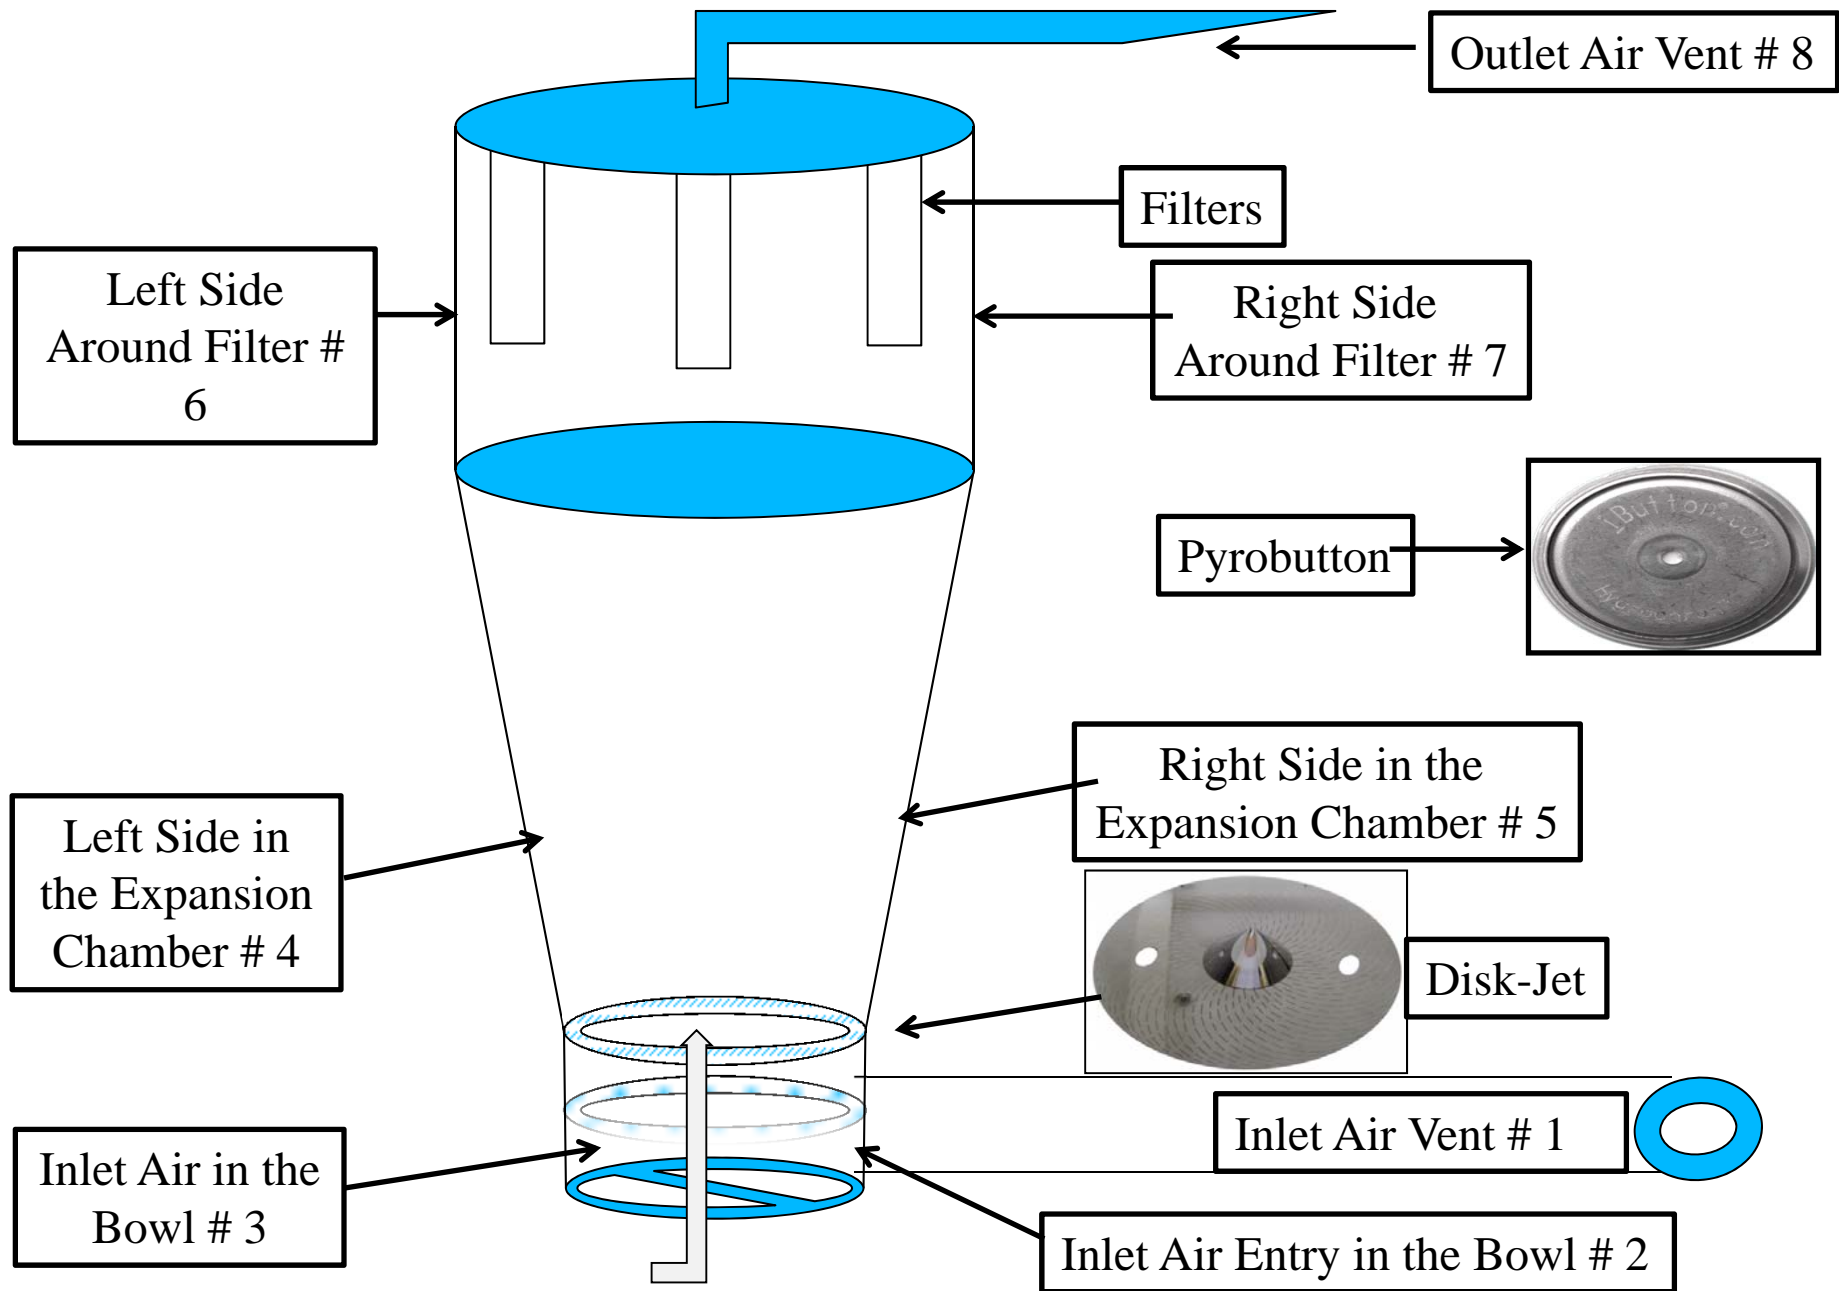 Outlet Air Vent # 8
Filters
Left Side
Around Filter #
6
Right Side
Around Filter # 7
Pyrobutton
iButton.com
Right Side in the
Expansion Chamber # 5
Left Side in
the Expansion
Chamber # 4
Disk-Jet
Inlet Air Vent # 1
Inlet Air in the
Bowl # 3
Inlet Air Entry in the Bowl # 2